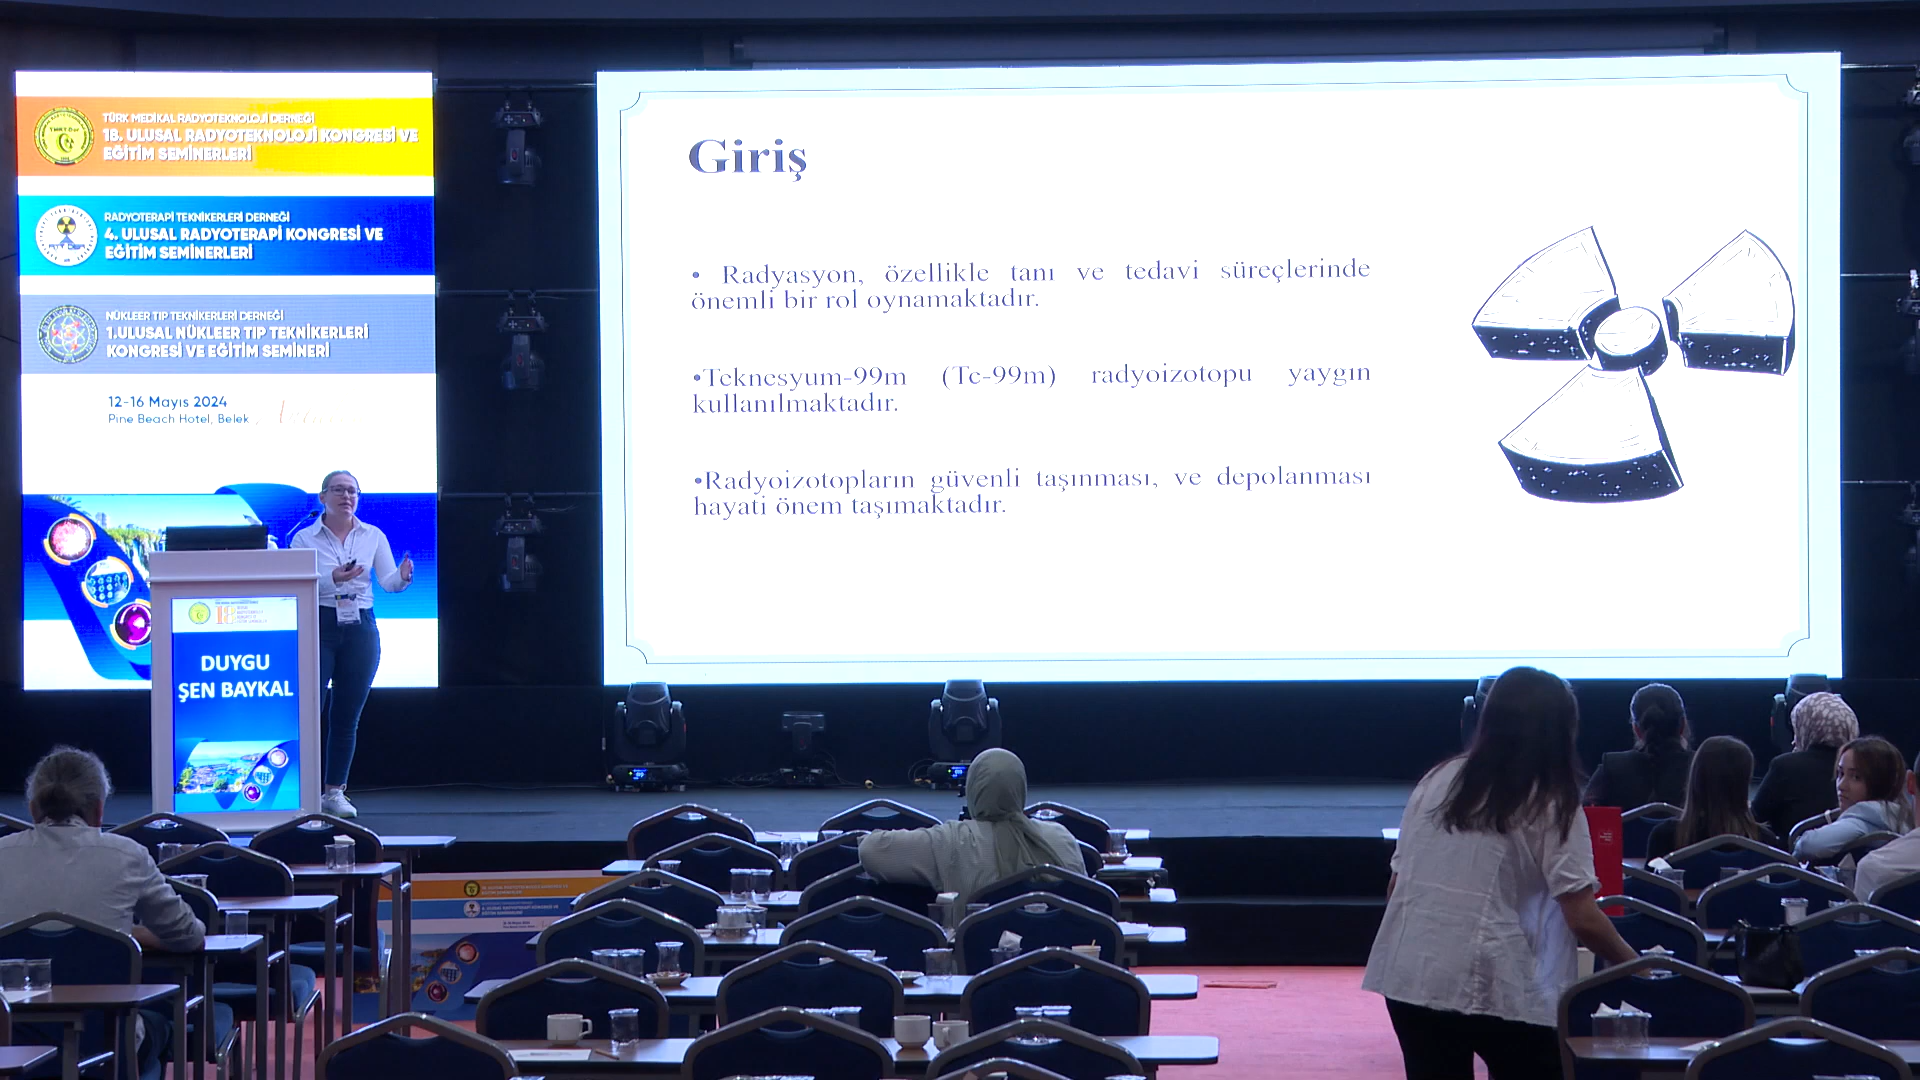 TÜRK MEDİKAL RADYOTEKNOLOJİ DERNEĞİ
18. ULUSAL RADYOTEKNOLOJİ KONGRESİ VE
EĞİTİM SEMİNERLERİ
RADYOTERAPİ TEKNİKERLERİ DERNEĞİ
4. ULUSAL RADYOTERAPİ KONGRESİ VE
EĞİTİM SEMİNERLERİ
NÜKLEER TIP TEKNİKERLERİ DERNEĞİ
1.ULUSAL NÜKLEER TIP TEKNİKERLERİ
KONGRESİ VE EĞİTİM SEMİNERİ
12-16 Mayıs 2024
Pine Beach Hotel, Belek
Giriş
• Radyasyon, özellikle tanı ve tedavi süreçlerinde
önemli bir rol oynamaktadır.
•Teknesyum-99m (Tc-99m) radyoizotopu yaygın
kullanılmaktadır.
•Radyoizotopların güvenli taşınması, ve depolanması
hayati önem taşımaktadır.
18
DUYGU
ŞEN BAYKAL